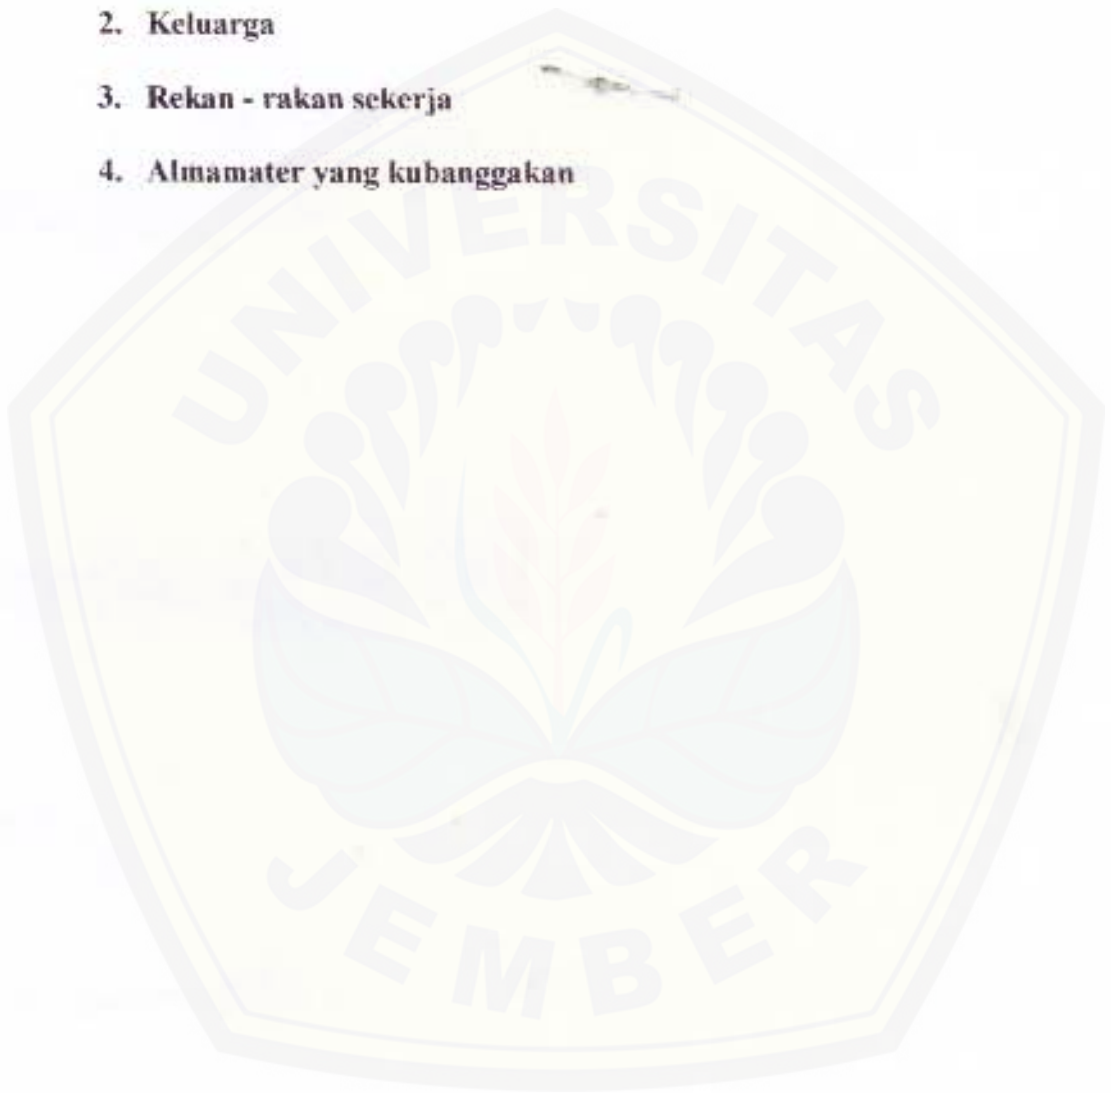 2. Keluarga
3. Rekan - rakan sekerja
4. Almamater yang kubanggakan
UNIVERSITAS
JEMBER